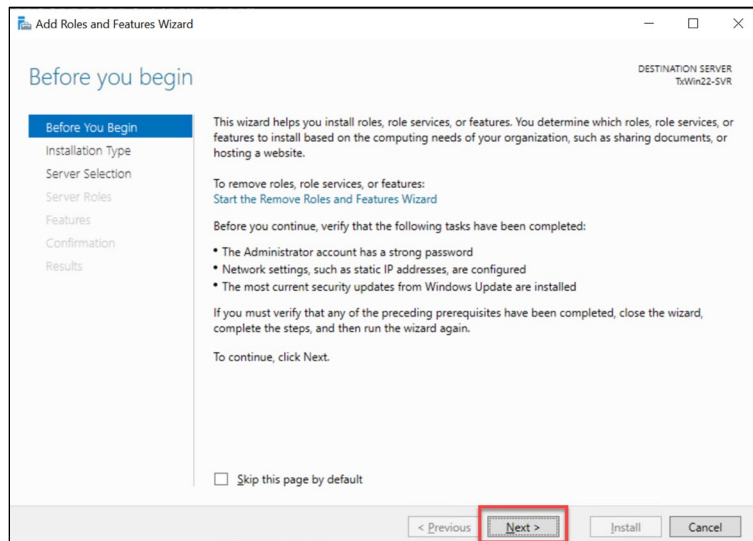 Add Roles and Features Wizard
Before you begin
DESTINATION SERVER
TxWin22-SVR
Before You Begin
Installation Type
Server Selection
Server Roles
Features
Confirmation
Results
This wizard helps you install roles, role services, or features. You determine which roles, role services, or
features to install based on the computing needs of your organization, such as sharing documents, or
hosting a website.
To remove roles, role services, or features:
Start the Remove Roles and Features Wizard
Before you continue, verify that the following tasks have been completed:
• The Administrator account has a strong password
• Network settings, such as static IP addresses, are configured
• The most current security updates from Windows Update are installed
If you must verify that any of the preceding prerequisites have been completed, close the wizard,
complete the steps, and then run the wizard again.
To continue, click Next.
Skip this page by default
< Previous
Next >
Install
Cancel